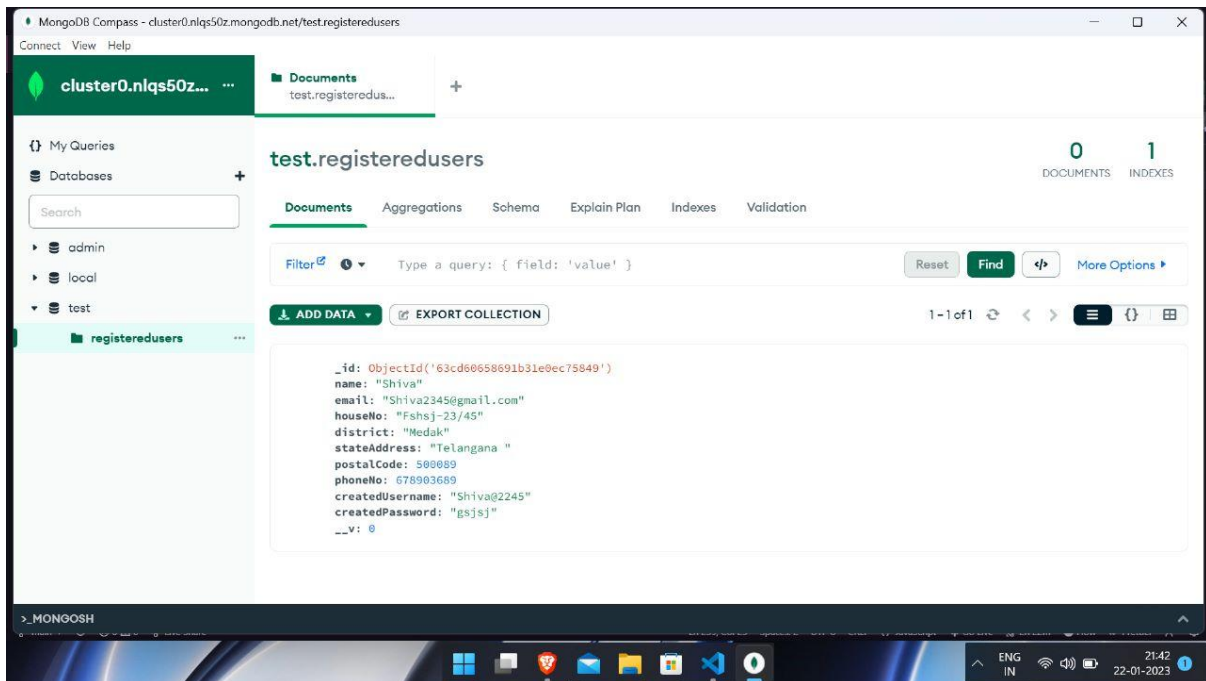 MongoDB Compass - cluster0.nlqs50z.mongodb.net/test.registeredusers
Connect View Help
cluster0.nlqs50z... ...
Documents
test.registeredus...
+
{} My Queries
Databases +
Search
admin
local
test
registeredusers ...
test.registeredusers
0
DOCUMENTS
1
INDEXES
Documents Aggregations Schema Explain Plan Indexes Validation
Filter Type a query: { field: 'value' } Reset Find </> More Options
ADD DATA EXPORT COLLECTION 1-1 of 1 < > {}
_id: ObjectId('63cd60658691b31e0ec75849')
name: "Shiva"
email: "Shiva2345@gmail.com"
houseNo: "Fshsj-23/45"
district: "Medak"
stateAddress: "Telangana "
postalCode: 500089
phoneNo: 678903689
createdUsername: "Shiva@2245"
createdPassword: "gsjsj"
__v: 0
>_MONGOSH
ENG
IN
21:42
22-01-2023
1